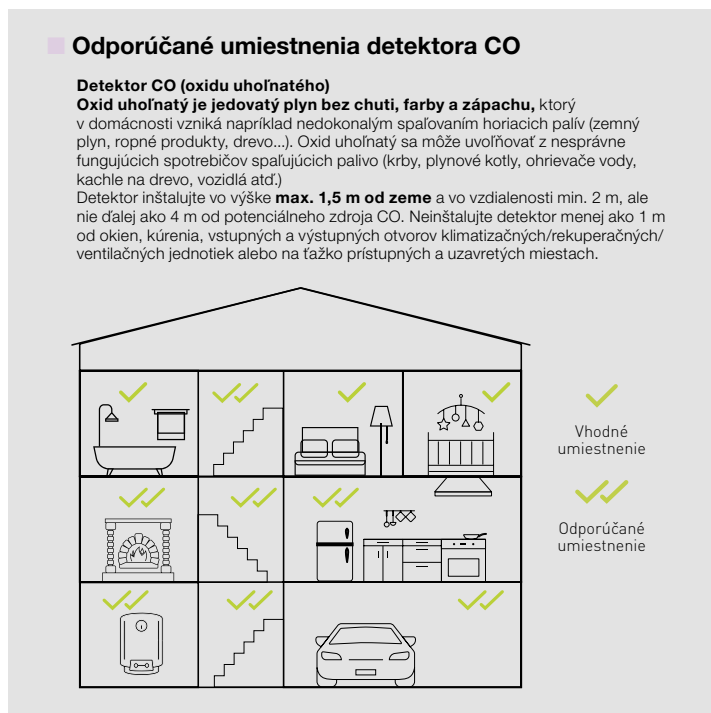 Odporúčané umiestnenia detektora CO
Detektor CO (oxidu uhoľnatého)
Oxid uhoľnatý je jedovatý plyn bez chuti, farby a zápachu, ktorý
v domácnosti vzniká napríklad nedokonalým spaľovaním horiacich palív (zemný
plyn, ropné produkty, drevo...). Oxid uhoľnatý sa môže uvoľňovať z nesprávne
fungujúcich spotrebičov spaľujúcich palivo (krby, plynové kotly, ohrievače vody,
kachle na drevo, vozidlá atď.)
Detektor inštalujte vo výške max. 1,5 m od zeme a vo vzdialenosti min. 2 m, ale
nie ďalej ako 4 m od potenciálneho zdroja CO. Neinštalujte detektor menej ako 1 m
od okien, kúrenia, vstupných a výstupných otvorov klimatizačných/rekuperačných/
ventilačných jednotiek alebo na ťažko prístupných a uzavretých miestach.
Vhodné
umiestnenie
Odporúčané
umiestnenie